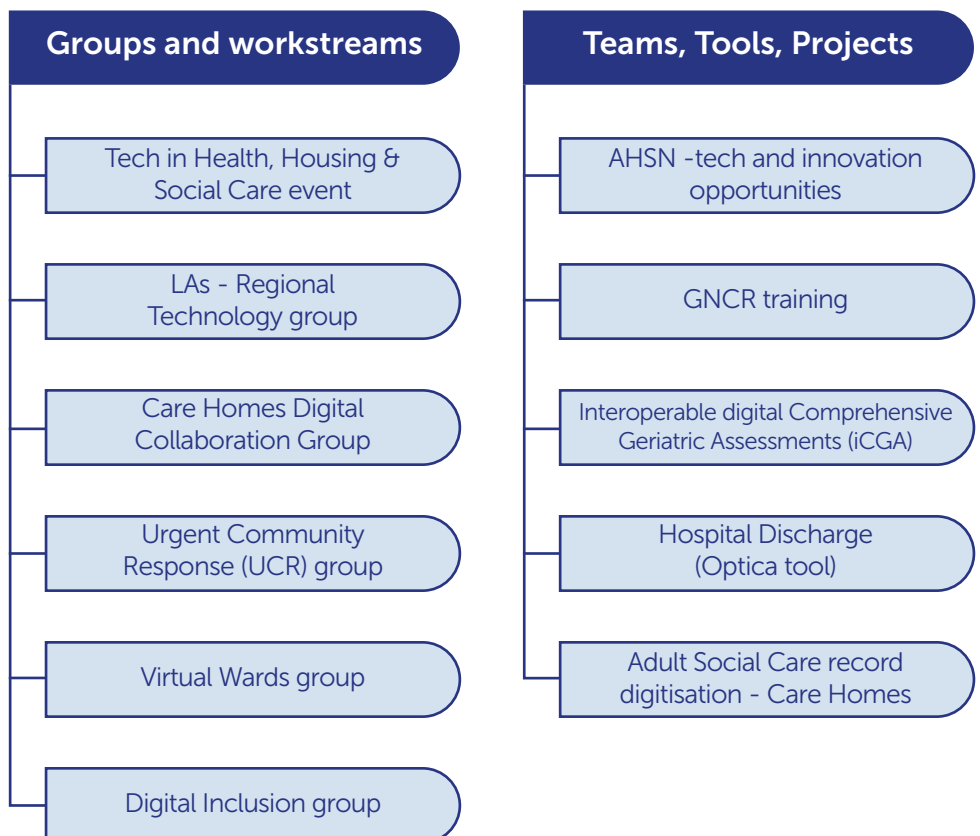 Groups and workstreams
Tech in Health, Housing &
Social Care event
LAs - Regional
Technology group
Care Homes Digital
Collaboration Group
Urgent Community
Response (UCR) group
Virtual Wards group
Digital Inclusion group
Teams, Tools, Projects
AHSN -tech and innovation
opportunities
GNCR training
Interoperable digital Comprehensive
Geriatric Assessments (iCGA)
Hospital Discharge
(Optica tool)
Adult Social Care record
digitisation - Care Homes